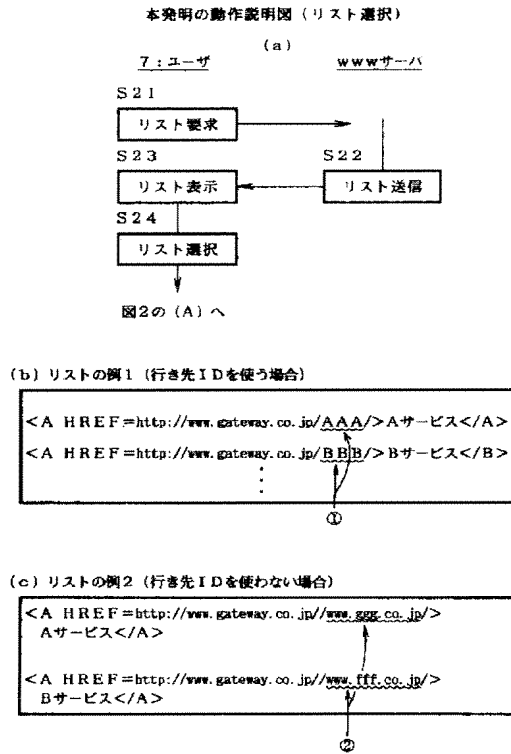 本発明の動作説明図(リスト選択)
(a)
7:ユーザ
wwwサーバ
S21
リスト要求
S23
S22
リスト表示
リスト送信
S24
リスト選択
図2の(A)へ
(b)リストの例1(行き先IDを使う場合)
<A HREF=http://www.gateway.co.jp/AAA/>Aサービス</A>
<A HREF=http://www.gateway.co.jp/BBB/>Bサービス</B>
①
(c)リストの例2(行き先IDを使わない場合)
<A HREF=http://www.gateway.co.jp//www.ggg.co.jp/>
Aサービス</A>
<A HREF=http://www.gateway.co.jp//www.fff.co.jp/>
Bサービス</A>
②